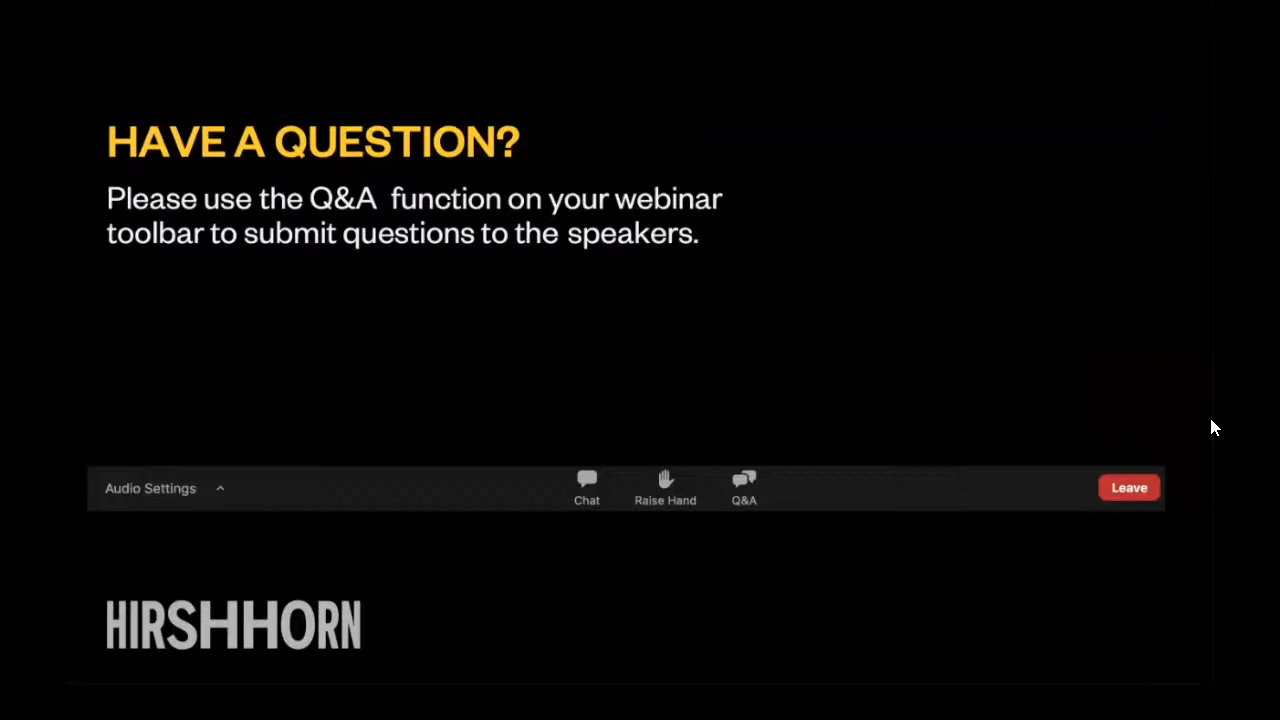 HAVE A QUESTION?
Please use the Q&A function on your webinar
toolbar to submit questions to the speakers.
Audio Settings
Chat
Raise Hand
Q&A
Leave
HIRSHHORN